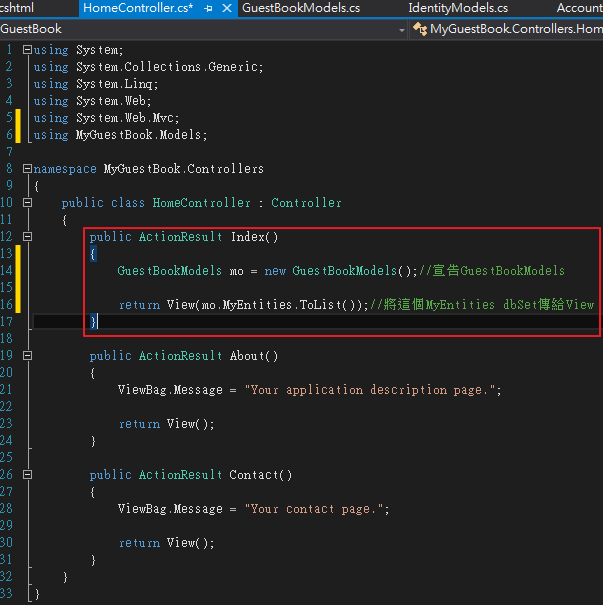 cshtml HomeController.cs* GuestBookModels.cs IdentityModels.cs Account
GuestBook MyGuestBook.Controllers.Hom
1 using System;
2 using System.Collections.Generic;
3 using System.Linq;
4 using System.Web;
5 using System.Web.Mvc;
6 using MyGuestBook.Models;
7
8 namespace MyGuestBook.Controllers
9 {
10 public class HomeController : Controller
11 {
12 public ActionResult Index()
13 {
14 GuestBookModels mo = new GuestBookModels();//宣告GuestBookModels
15
16 return View(mo.MyEntities.ToList());//將這個MyEntities dbSet傳給View
17 }
18
19 public ActionResult About()
20 {
21 ViewBag.Message = "Your application description page.";
22
23 return View();
24 }
25
26 public ActionResult Contact()
27 {
28 ViewBag.Message = "Your contact page.";
29
30 return View();
31 }
32 }
33 }